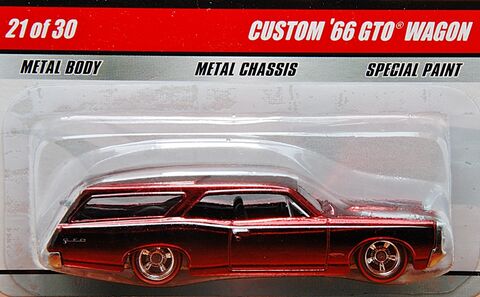 21 of 30
CUSTOM '66 GTO® WAGON
METAL BODY METAL CHASSIS SPECIAL PAINT